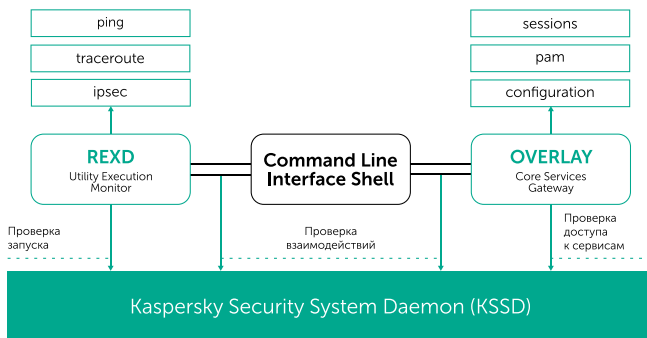 ping
traceroute
ipsec
sessions
pam
configuration
REXD
Utility Execution
Monitor
Command Line
Interface Shell
OVERLAY
Core Services
Gateway
Проверка
запуска
Проверка
взаимодействий
Проверка
доступа
к сервисам
Kaspersky Security System Daemon (KSSD)